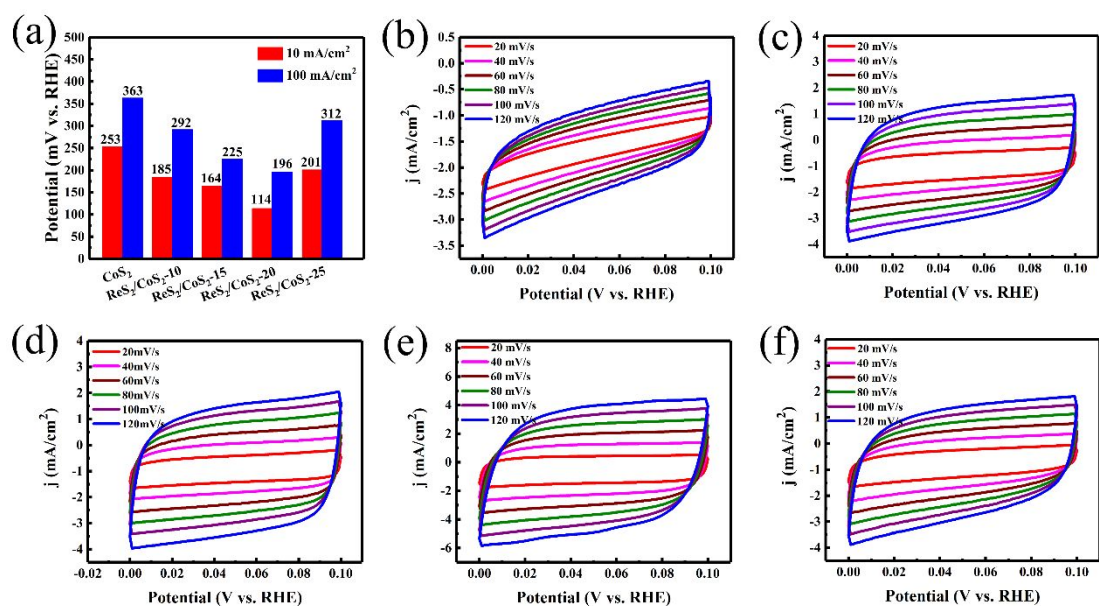 (a)
Potential (mV vs. RHE)
500
450
400
350
300
250
200
150
100
50
0
10 mA/cm²
100 mA/cm²
253
363
185
292
164
225
114
196
201
312
CoS₂
ReS₂/CoS₂-10
ReS₂/CoS₂-15
ReS₂/CoS₂-20
ReS₂/CoS₂-25
(b)
j (mA/cm²)
0.5
0.0
-0.5
-1.0
-1.5
-2.0
-2.5
-3.0
-3.5
20 mV/s
40 mV/s
60 mV/s
80 mV/s
100 mV/s
120 mV/s
0.00 0.02 0.04 0.06 0.08 0.10
Potential (V vs. RHE)
(c)
j (mA/cm²)
4
3
2
1
0
-1
-2
-3
-4
20 mV/s
40 mV/s
60 mV/s
80 mV/s
100 mV/s
120 mV/s
0.00 0.02 0.04 0.06 0.08 0.10
Potential (V vs. RHE)
(d)
j (mA/cm²)
4
3
2
1
0
-1
-2
-3
-4
20mV/s
40mV/s
60mV/s
80mV/s
100mV/s
120mV/s
-0.02 0.00 0.02 0.04 0.06 0.08 0.10
Potential (V vs. RHE)
(e)
j (mA/cm²)
8
6
4
2
0
-2
-4
-6
20 mV/s
40 mV/s
60 mV/s
80 mV/s
100 mV/s
120 mV/s
0.00 0.02 0.04 0.06 0.08 0.10
Potential (V vs. RHE)
(f)
j (mA/cm²)
4
3
2
1
0
-1
-2
-3
-4
20 mV/s
40 mV/s
60 mV/s
80 mV/s
100 mV/s
120 mV/s
0.00 0.02 0.04 0.06 0.08 0.10
Potential (V vs. RHE)